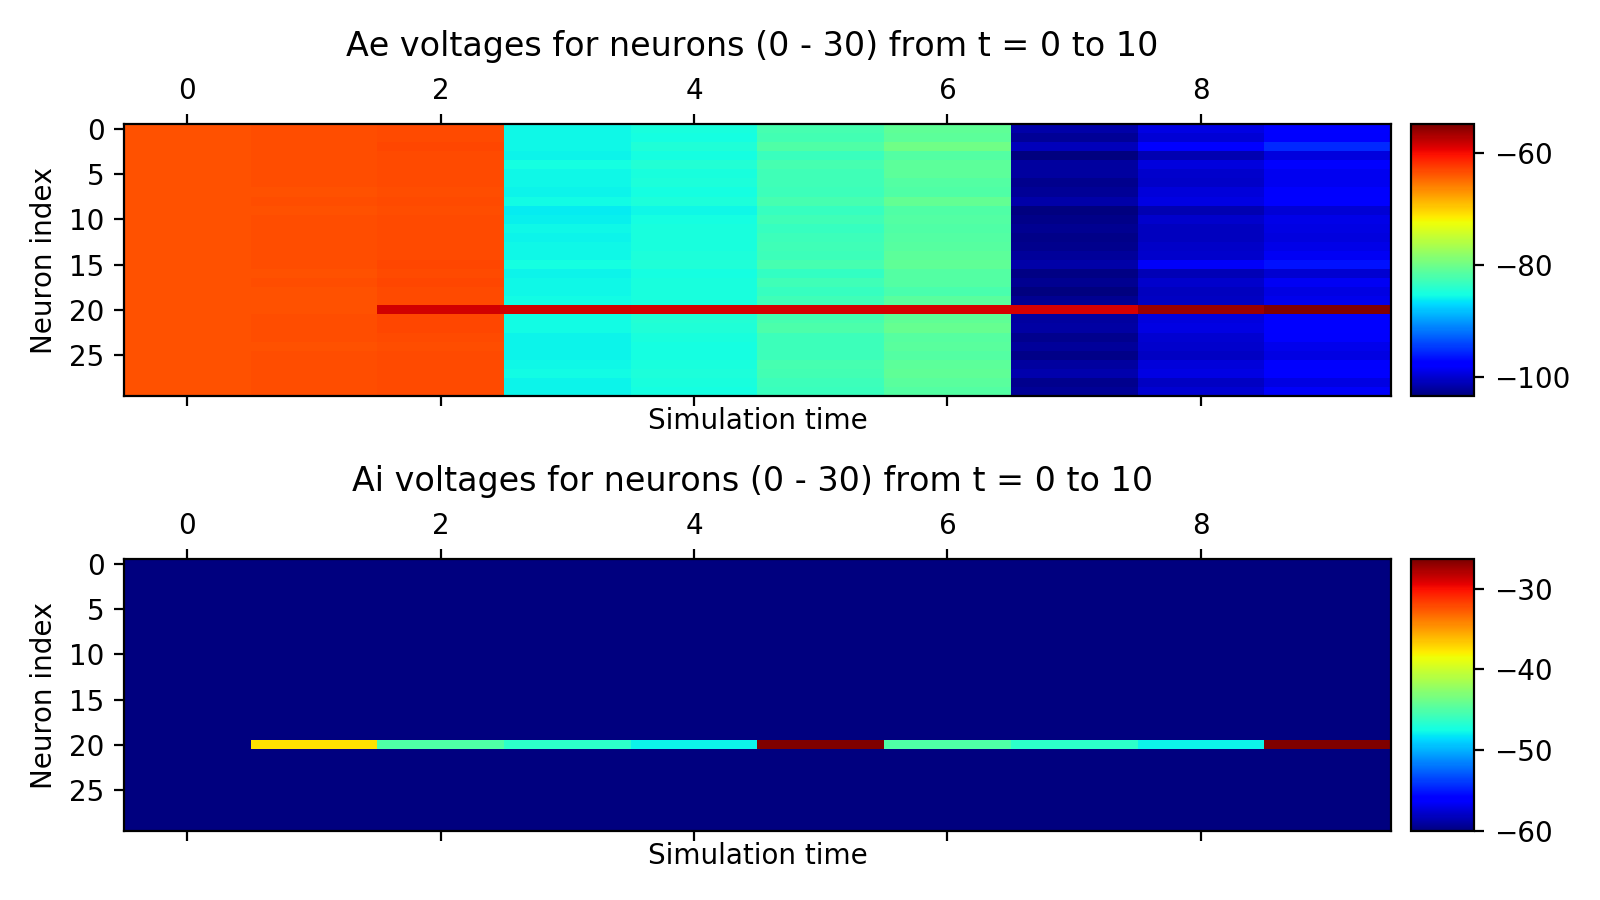 Ae voltages for neurons (0 - 30) from t = 0 to 10
0 2 4 6 8
Neuron index
0
5
10
15
20
25
−60
−80
−100
Simulation time
Ai voltages for neurons (0 - 30) from t = 0 to 10
0 2 4 6 8
Neuron index
0
5
10
15
20
25
−30
−40
−50
−60
Simulation time